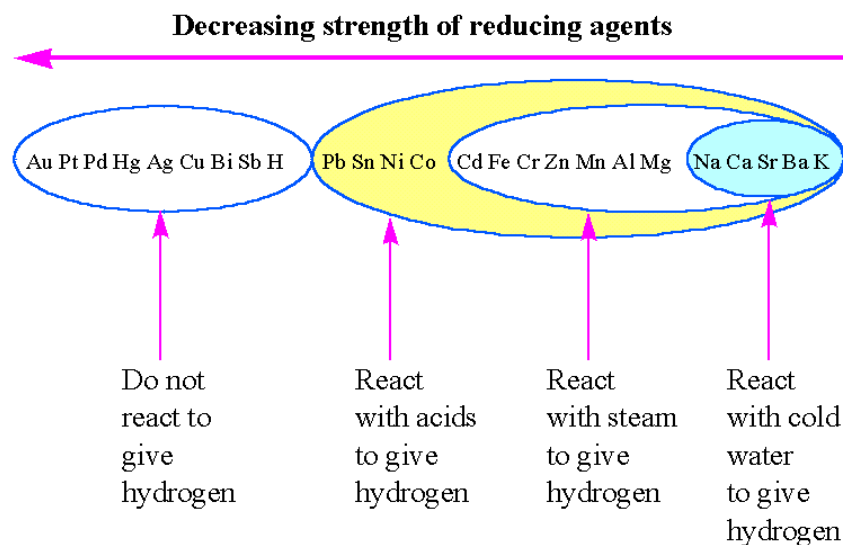 Decreasing strength of reducing agents
Au Pt Pd Hg Ag Cu Bi Sb H Pb Sn Ni Co Cd Fe Cr Zn Mn Al Mg Na Ca Sr Ba K
Do not
react to
give
hydrogen
React
with acids
to give
hydrogen
React
with steam
to give
hydrogen
React
with cold
water
to give
hydrogen